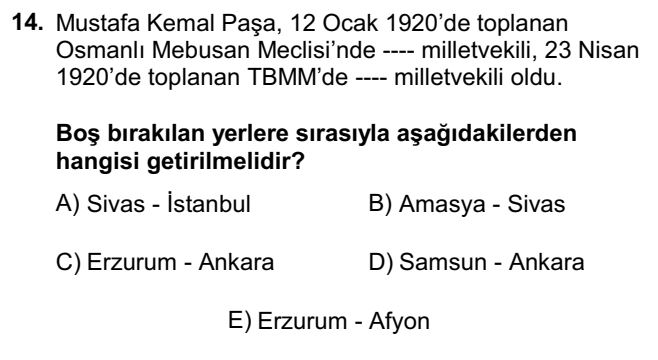 14. Mustafa Kemal Paşa, 12 Ocak 1920’de toplanan
Osmanlı Mebusan Meclisi’nde ---- milletvekili, 23 Nisan
1920’de toplanan TBMM’de ---- milletvekili oldu.
Boş bırakılan yerlere sırasıyla aşağıdakilerden
hangisi getirilmelidir?
A) Sivas - İstanbul B) Amasya - Sivas
C) Erzurum - Ankara D) Samsun - Ankara
E) Erzurum - Afyon